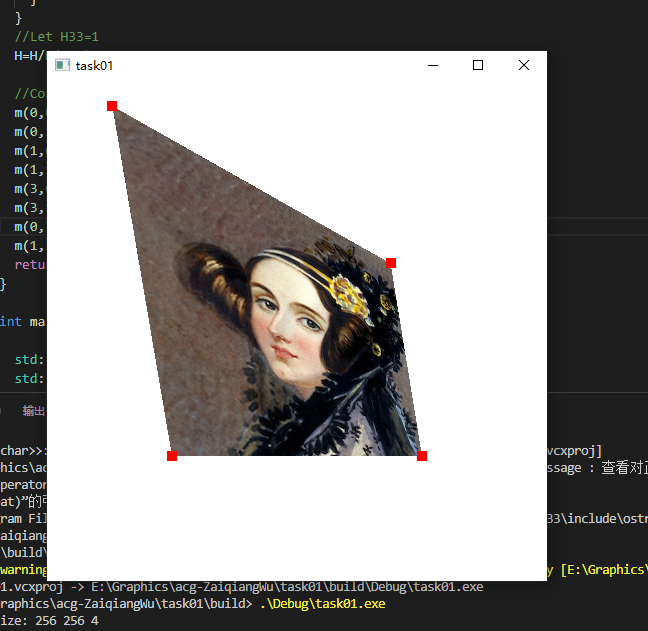 }
}
//Let H33=1
H=H/
task01
//Co
m(0,
m(0,
m(1,
m(1,
m(3,
m(3,
m(0,
m(1,
retu
}
int ma
std:
std:
输出
char>>: vcxproj]
hics\ac ssage : 查看对正
perator
at)”的
ram Fil 33\include\ostr
aiqiang
\build\
warning y [E:\Graphics\
1.vcxproj -> E:\Graphics\acg-ZaiqiangWu\task01\build\Debug\task01.exe
raphics\acg-ZaiqiangWu\task01\build> .\Debug\task01.exe
ize: 256 256 4